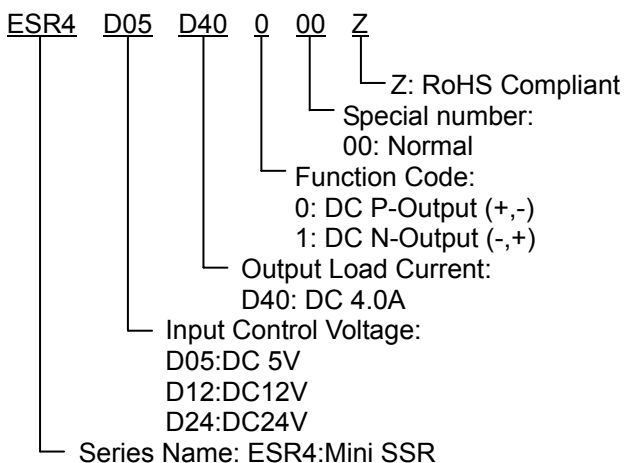 ESR4 D05 D40 0 00 Z
Z: RoHS Compliant
Special number:
00: Normal
Function Code:
0: DC P-Output (+,-)
1: DC N-Output (-,+)
Output Load Current:
D40: DC 4.0A
Input Control Voltage:
D05:DC 5V
D12:DC12V
D24:DC24V
Series Name: ESR4:Mini SSR